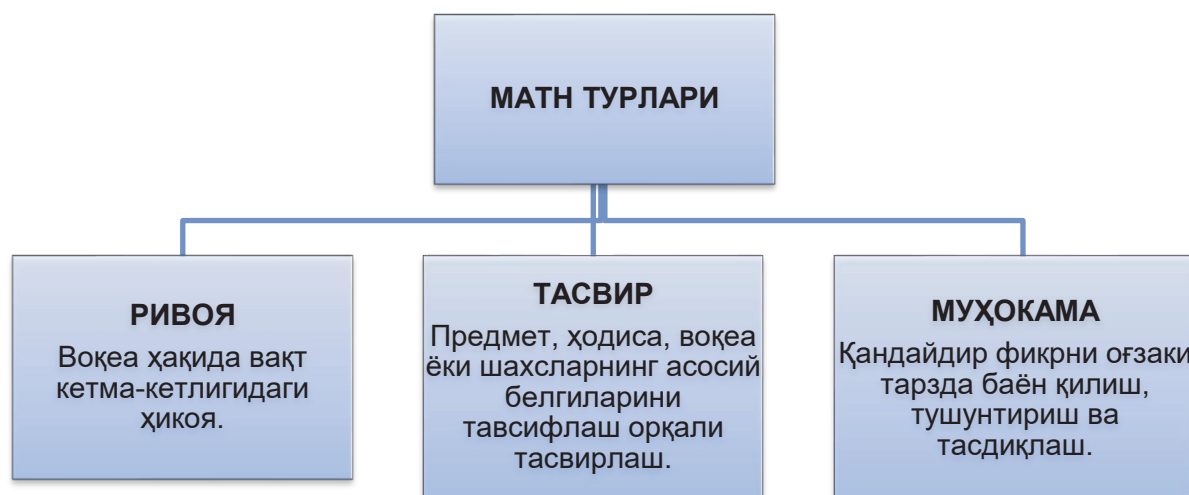 МАТН ТУРЛАРИ
РИВОЯ
Воқеа ҳақида вақт
кетма-кетлигидаги
ҳикоя.
ТАСВИР
Предмет, ҳодиса, воқеа
ёки шахсларнинг асосий
белгиларини
тавсифлаш орқали
тасвирлаш.
МУҲОКАМА
Қандайдир фикрни оғзаки
тарзда баён қилиш,
тушунтириш ва
тасдиқлаш.